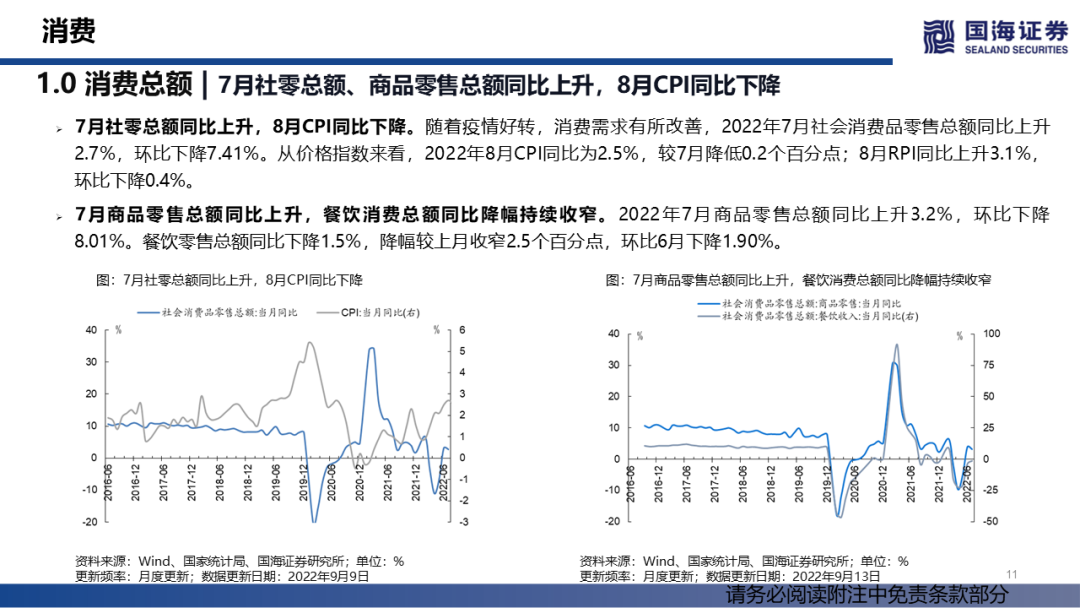 消费
国海证券
SEALAND SECURITIES
1.0 消费总额 | 7月社零总额、商品零售总额同比上升，8月CPI同比下降
➢ 7月社零总额同比上升，8月CPI同比下降。随着疫情好转，消费需求有所改善，2022年7月社会消费品零售总额同比上升
2.7%，环比下降7.41%。从价格指数来看，2022年8月CPI同比为2.5%，较7月降低0.2个百分点；8月RPI同比上升3.1%，
环比下降0.4%。
➢ 7月商品零售总额同比上升，餐饮消费总额同比降幅持续收窄。2022年7月商品零售总额同比上升3.2%，环比下降
8.01%。餐饮零售总额同比下降1.5%，降幅较上月收窄2.5个百分点，环比6月下降1.90%。
图：7月社零总额同比上升，8月CPI同比下降
社会消费品零售总额:当月同比 CPI:当月同比(右)
% %
40 6
5
30 4
20 3
2
10 1
0 0
-10 -1
-2
-20 -3
2016-06 2016-12 2017-06 2017-12 2018-06 2018-12 2019-06 2019-12 2020-06 2020-12 2021-06 2021-12 2022-06
资料来源：Wind、国家统计局、国海证券研究所；单位：%
更新频率：月度更新；数据更新日期：2022年9月9日
图：7月商品零售总额同比上升，餐饮消费总额同比降幅持续收窄
社会消费品零售总额:商品零售:当月同比
社会消费品零售总额:餐饮收入:当月同比(右)
% %
40 100
30 75
20 50
10 25
0 0
-10 -25
-20 -50
2016-06 2016-12 2017-06 2017-12 2018-06 2018-12 2019-06 2019-12 2020-06 2020-12 2021-06 2021-12 2022-06
资料来源：Wind、国家统计局、国海证券研究所；单位：%
更新频率：月度更新；数据更新日期：2022年9月13日
11
请务必阅读附注中免责条款部分